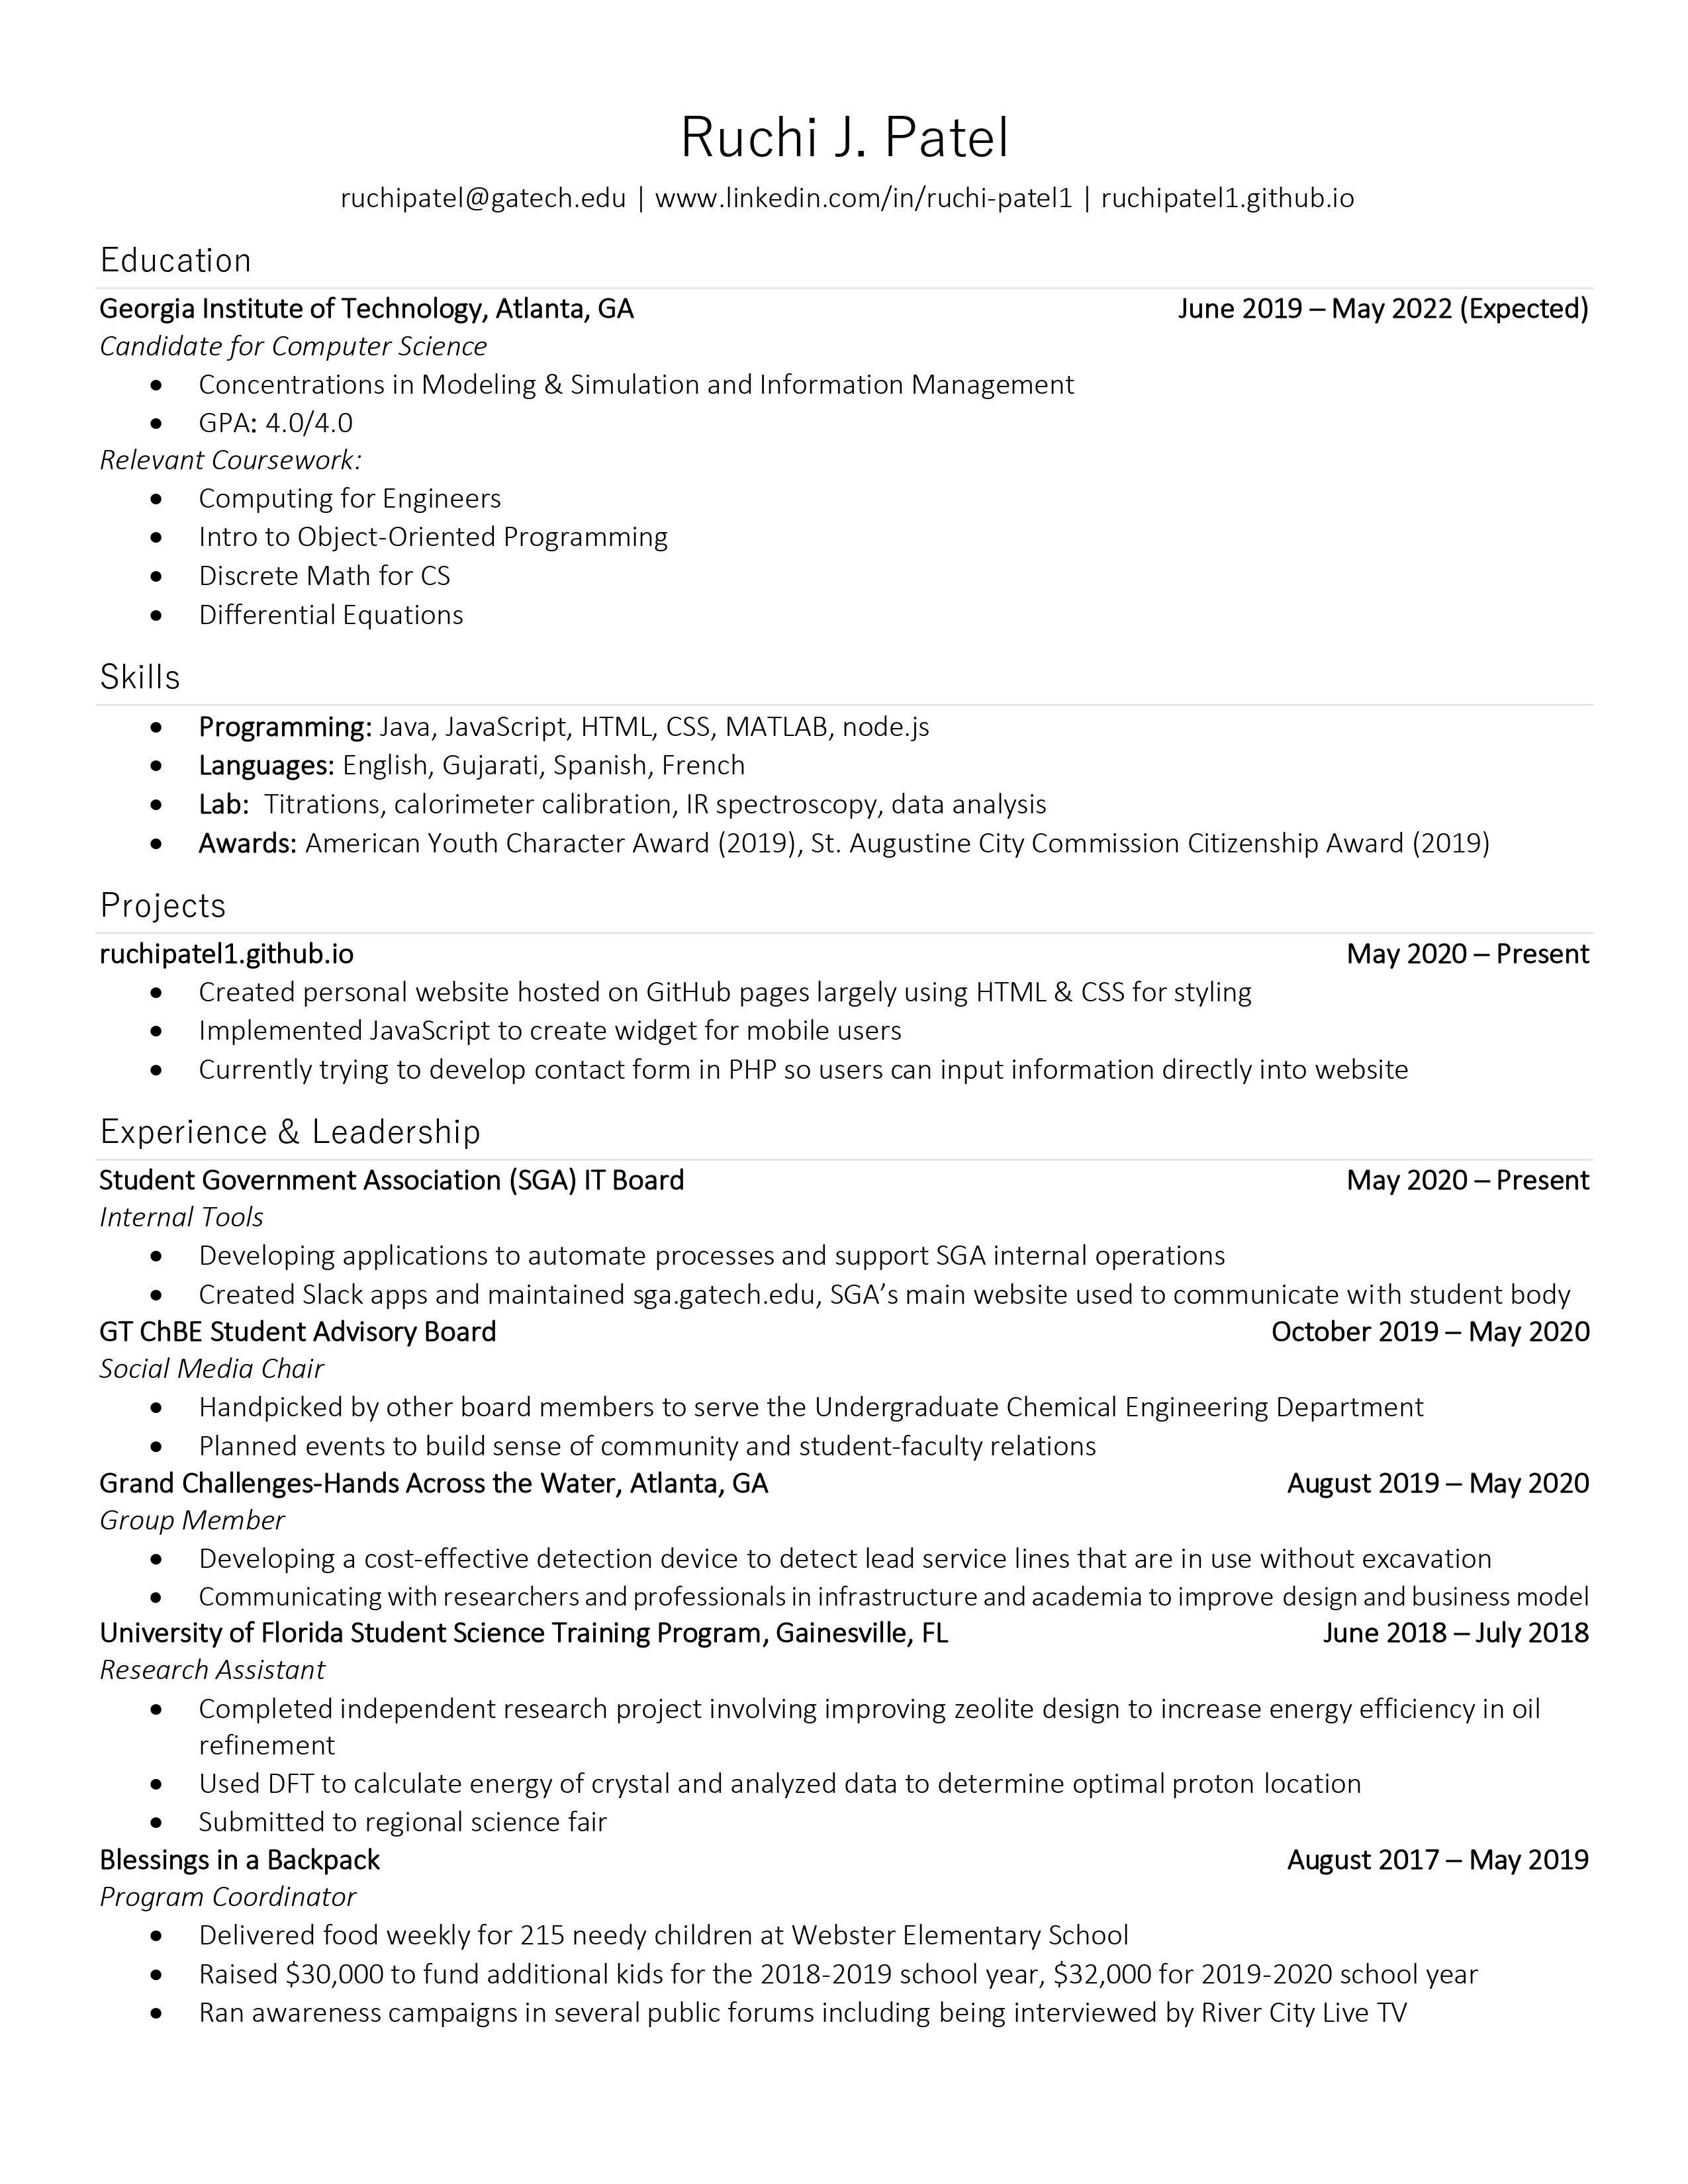 Ruchi J. Patel
ruchipatel@gatech.edu | www.linkedin.com/in/ruchi-patel1 | ruchipatel1.github.io
Education
Georgia Institute of Technology, Atlanta, GA June 2019 – May 2022 (Expected)
Candidate for Computer Science
• Concentrations in Modeling & Simulation and Information Management
• GPA: 4.0/4.0
Relevant Coursework:
• Computing for Engineers
• Intro to Object-Oriented Programming
• Discrete Math for CS
• Differential Equations
Skills
• Programming: Java, JavaScript, HTML, CSS, MATLAB, node.js
• Languages: English, Gujarati, Spanish, French
• Lab: Titrations, calorimeter calibration, IR spectroscopy, data analysis
• Awards: American Youth Character Award (2019), St. Augustine City Commission Citizenship Award (2019)
Projects
ruchipatel1.github.io May 2020 – Present
• Created personal website hosted on GitHub pages largely using HTML & CSS for styling
• Implemented JavaScript to create widget for mobile users
• Currently trying to develop contact form in PHP so users can input information directly into website
Experience & Leadership
Student Government Association (SGA) IT Board May 2020 – Present
Internal Tools
• Developing applications to automate processes and support SGA internal operations
• Created Slack apps and maintained sga.gatech.edu, SGA’s main website used to communicate with student body
GT ChBE Student Advisory Board October 2019 – May 2020
Social Media Chair
• Handpicked by other board members to serve the Undergraduate Chemical Engineering Department
• Planned events to build sense of community and student-faculty relations
Grand Challenges-Hands Across the Water, Atlanta, GA August 2019 – May 2020
Group Member
• Developing a cost-effective detection device to detect lead service lines that are in use without excavation
• Communicating with researchers and professionals in infrastructure and academia to improve design and business model
University of Florida Student Science Training Program, Gainesville, FL June 2018 – July 2018
Research Assistant
• Completed independent research project involving improving zeolite design to increase energy efficiency in oil
refinement
• Used DFT to calculate energy of crystal and analyzed data to determine optimal proton location
• Submitted to regional science fair
Blessings in a Backpack August 2017 – May 2019
Program Coordinator
• Delivered food weekly for 215 needy children at Webster Elementary School
• Raised $30,000 to fund additional kids for the 2018-2019 school year, $32,000 for 2019-2020 school year
• Ran awareness campaigns in several public forums including being interviewed by River City Live TV